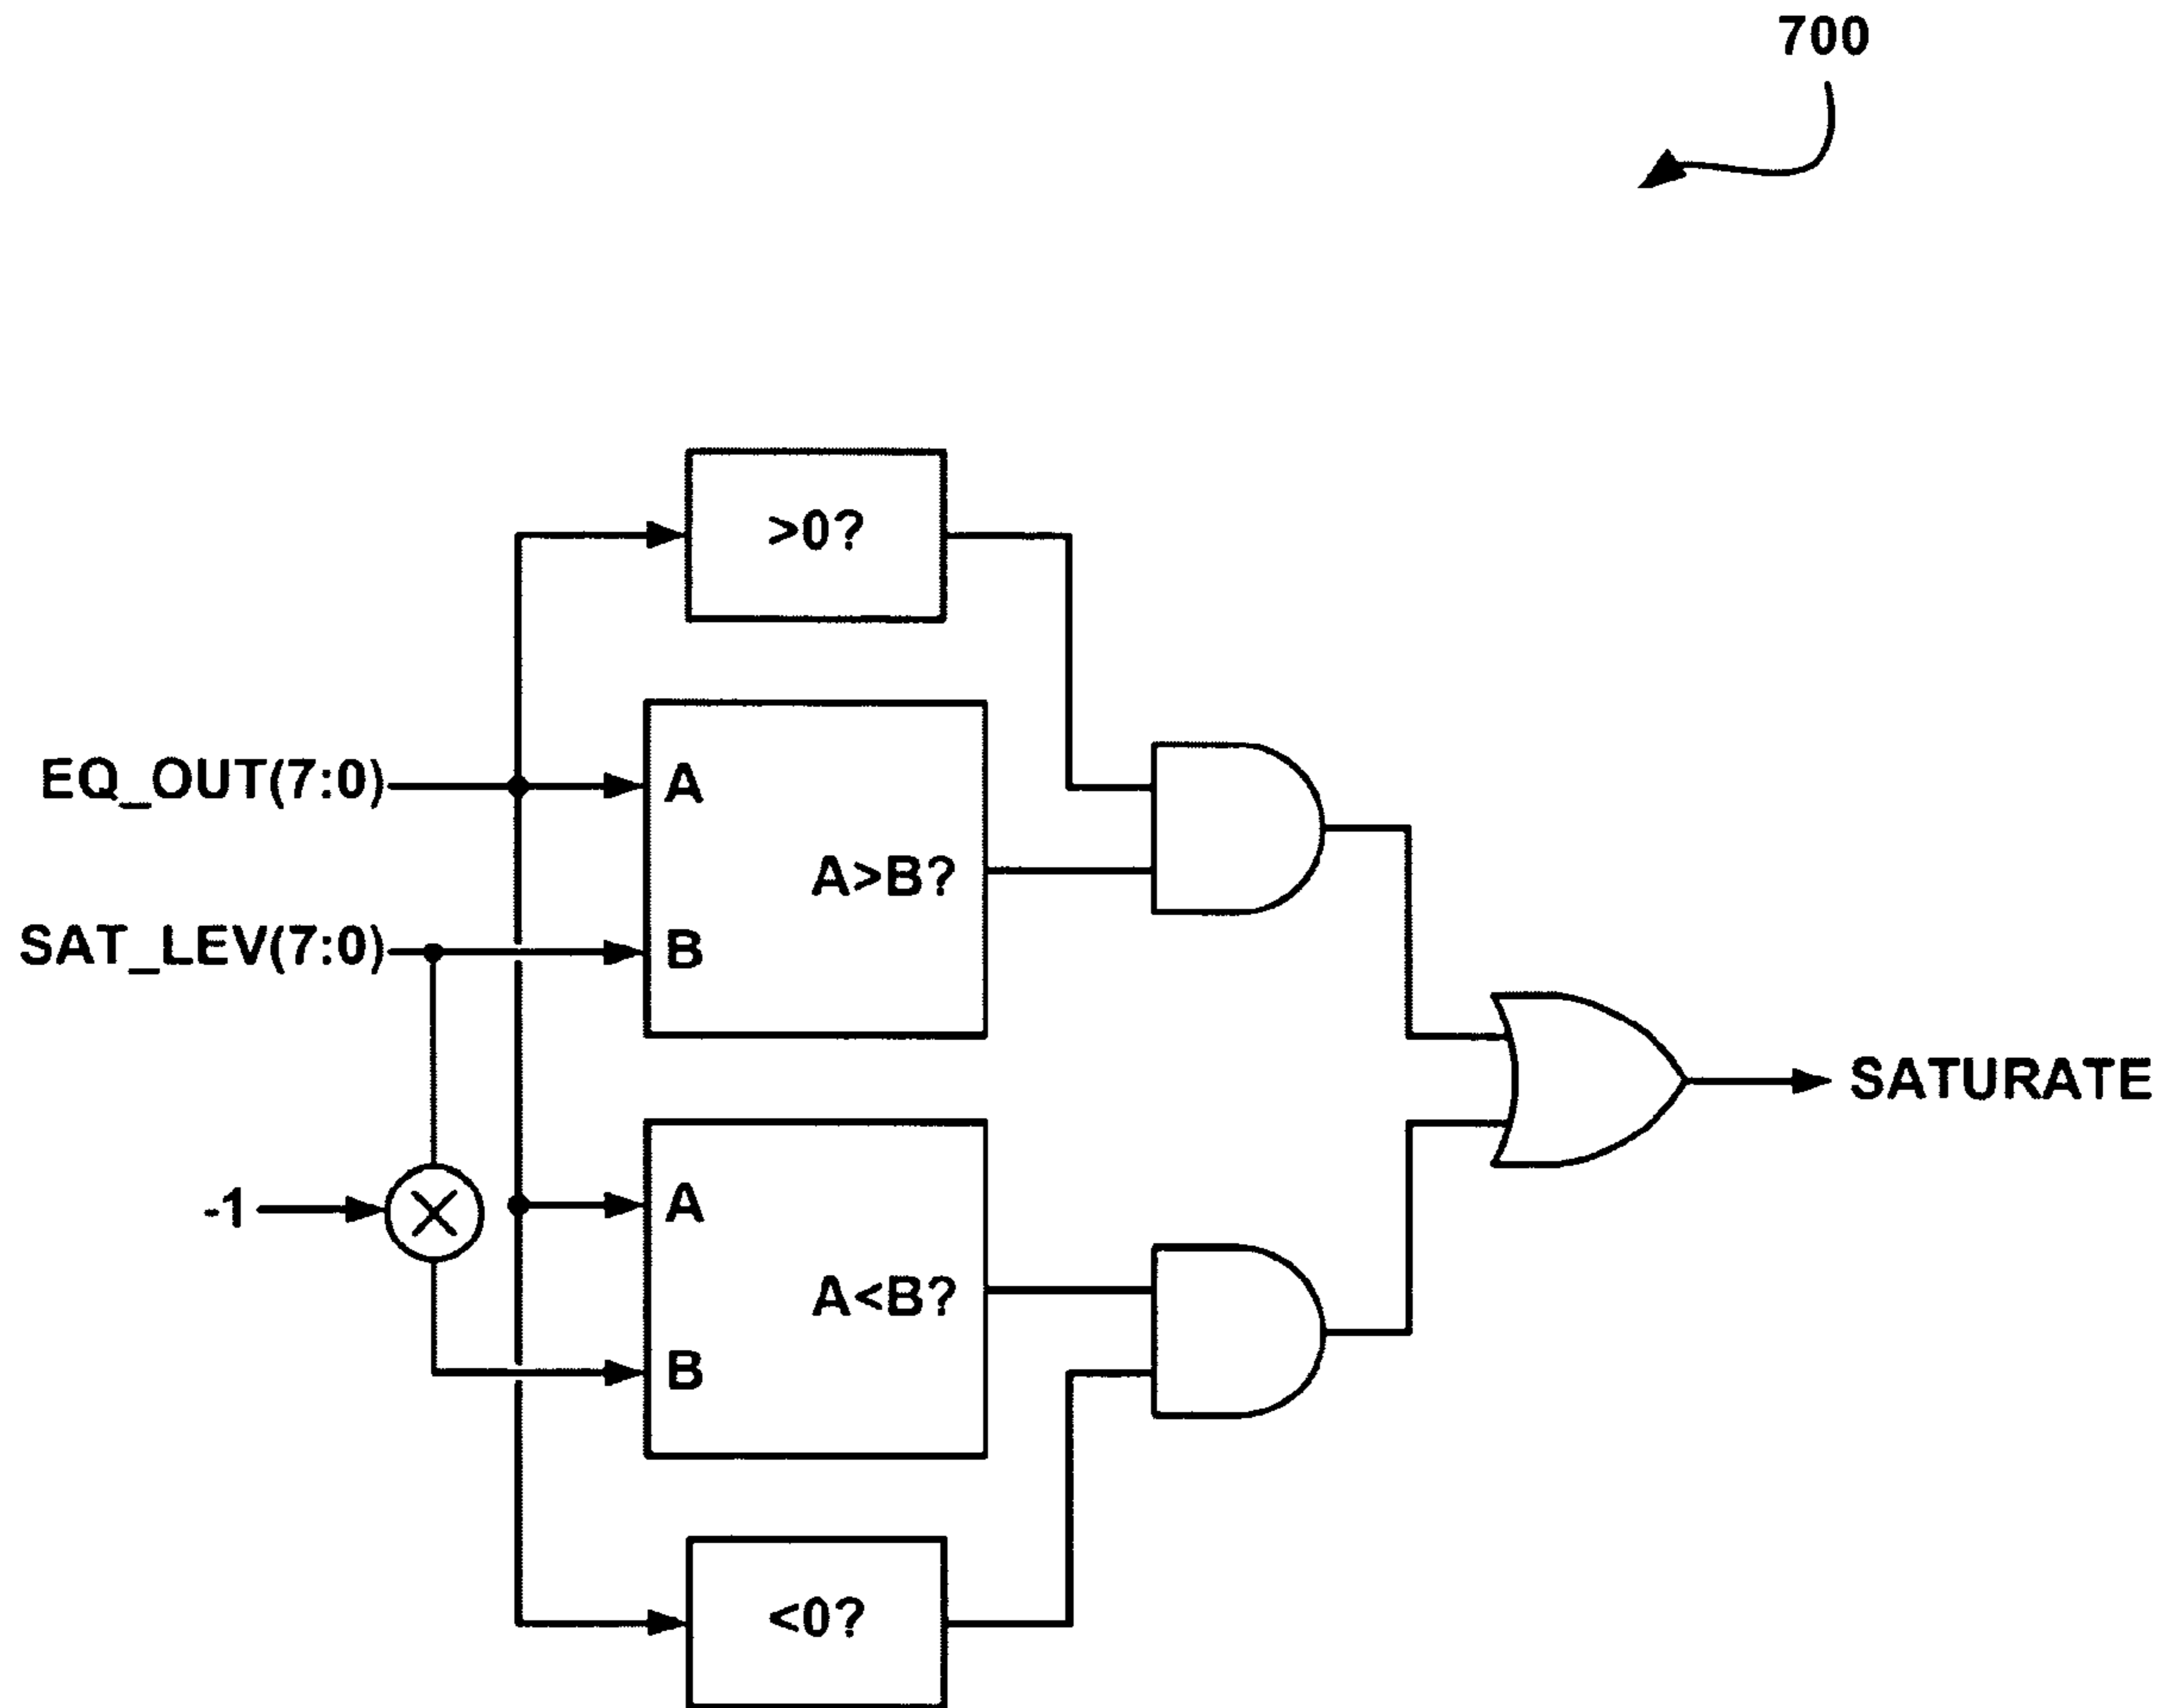 700
>0?
EQ_OUT(7:0)
A
A>B?
SAT_LEV(7:0)
B
SATURATE
-1
A
A<B?
B
<0?